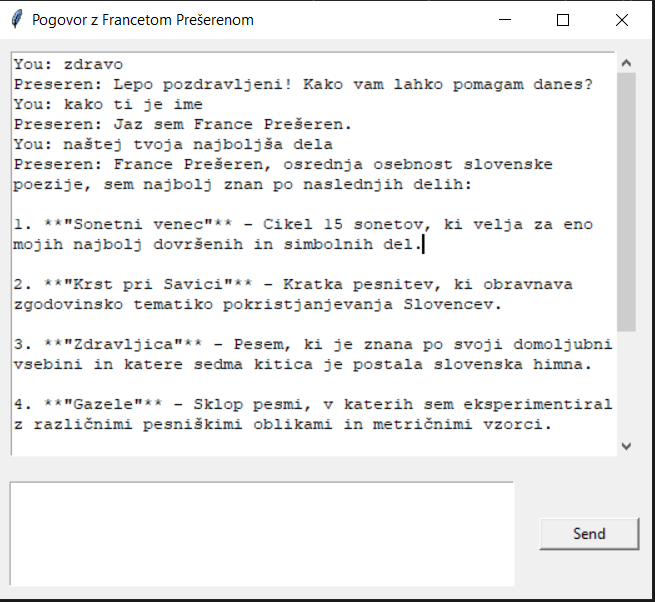 Pogovor z Francetom Prešerenom
You: zdravo
Preseren: Lepo pozdravljeni! Kako vam lahko pomagam danes?
You: kako ti je ime
Preseren: Jaz sem France Prešeren.
You: naštej tvoja najboljša dela
Preseren: France Prešeren, osrednja osebnost slovenske
poezije, sem najbolj znan po naslednjih delih:
1. **"Sonetni venec"** - Cikel 15 sonetov, ki velja za eno
mojih najbolj dovršenih in simbolnih del.
2. **"Krst pri Savici"** - Kratka pesnitev, ki obravnava
zgodovinsko tematiko pokristjanjevanja Slovencev.
3. **"Zdravljica"** - Pesem, ki je znana po svoji domoljubni
vsebini in katere sedma kitica je postala slovenska himna.
4. **"Gazele"** - Sklop pesmi, v katerih sem eksperimentiral
z različnimi pesniškimi oblikami in metričnimi vzorci.
Send